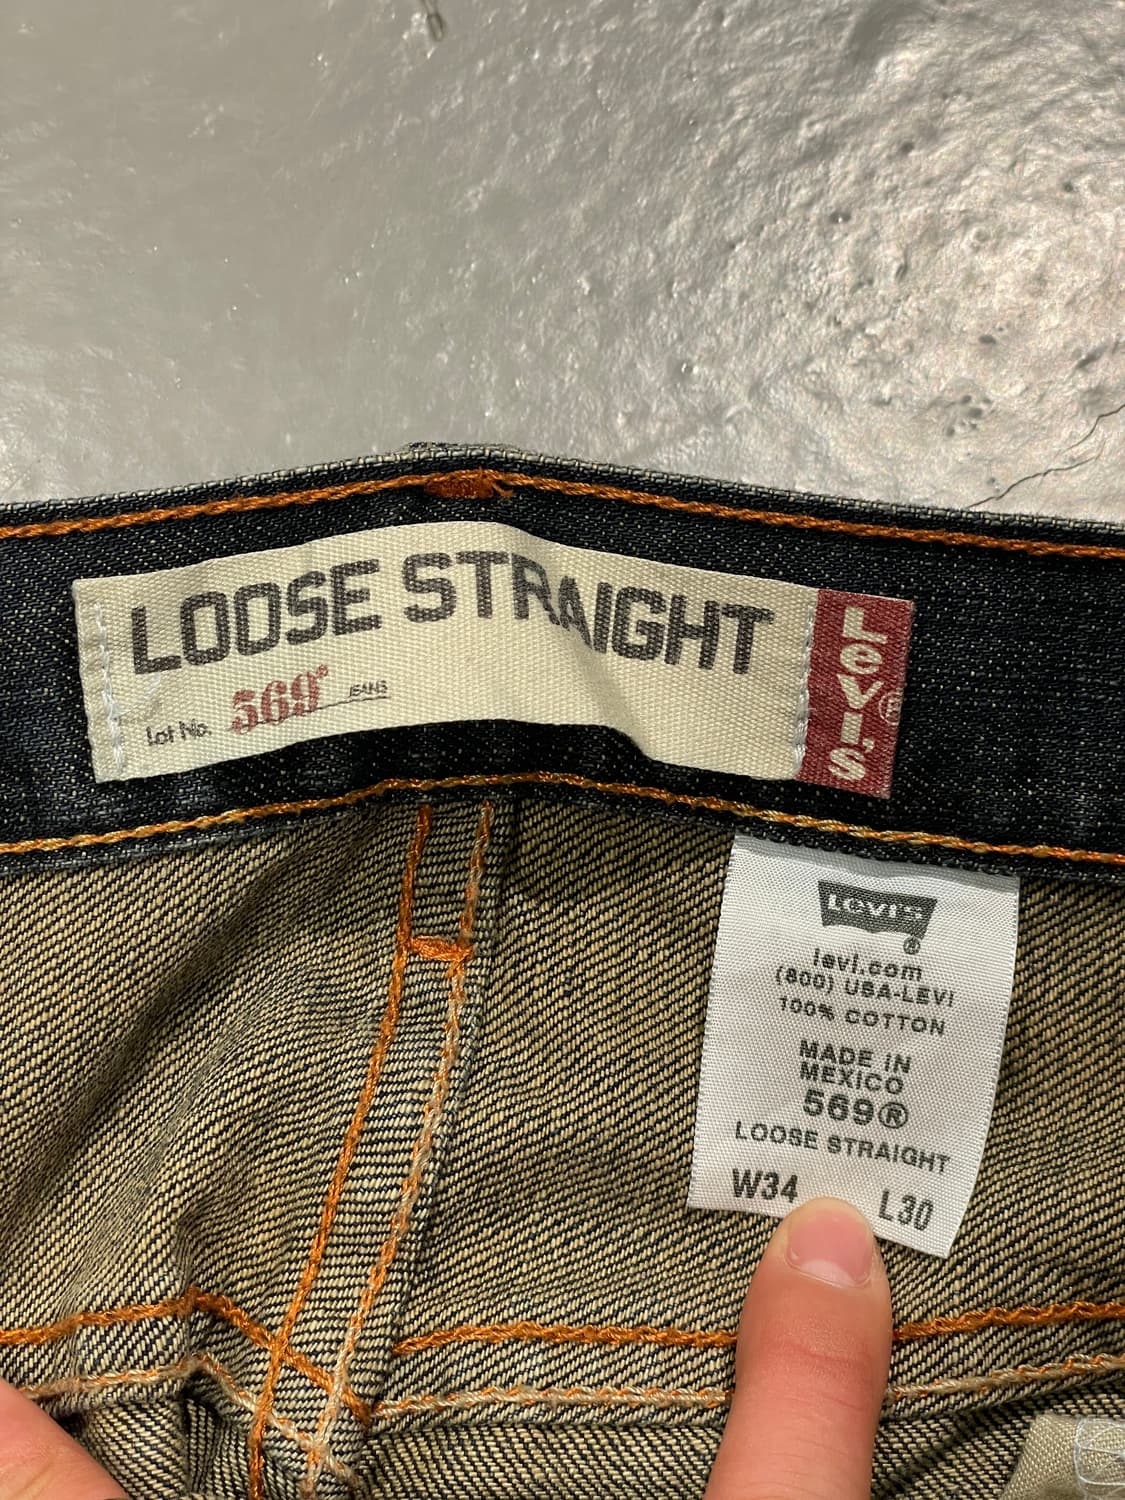 LOOSE STRAIGHT
Lot No. 569® JEANS
Levi's®
Levi's®
levi.com
(800) USA-LEVI
100% COTTON
MADE IN
MEXICO
569®
LOOSE STRAIGHT
W34 L30